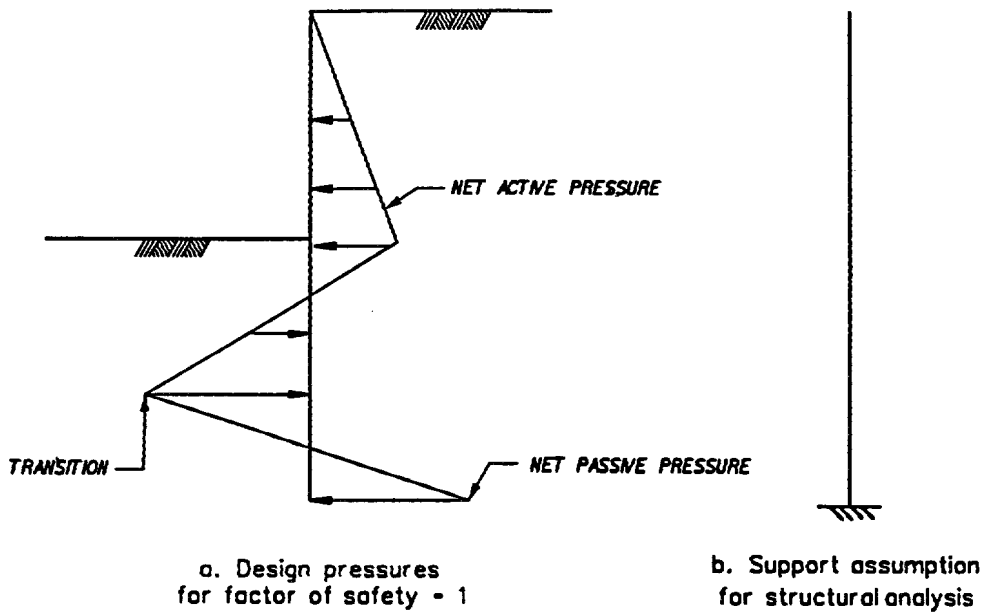 NET ACTIVE PRESSURE
TRANSITION
NET PASSIVE PRESSURE
a. Design pressures
for factor of safety - 1
b. Support assumption
for structural analysis